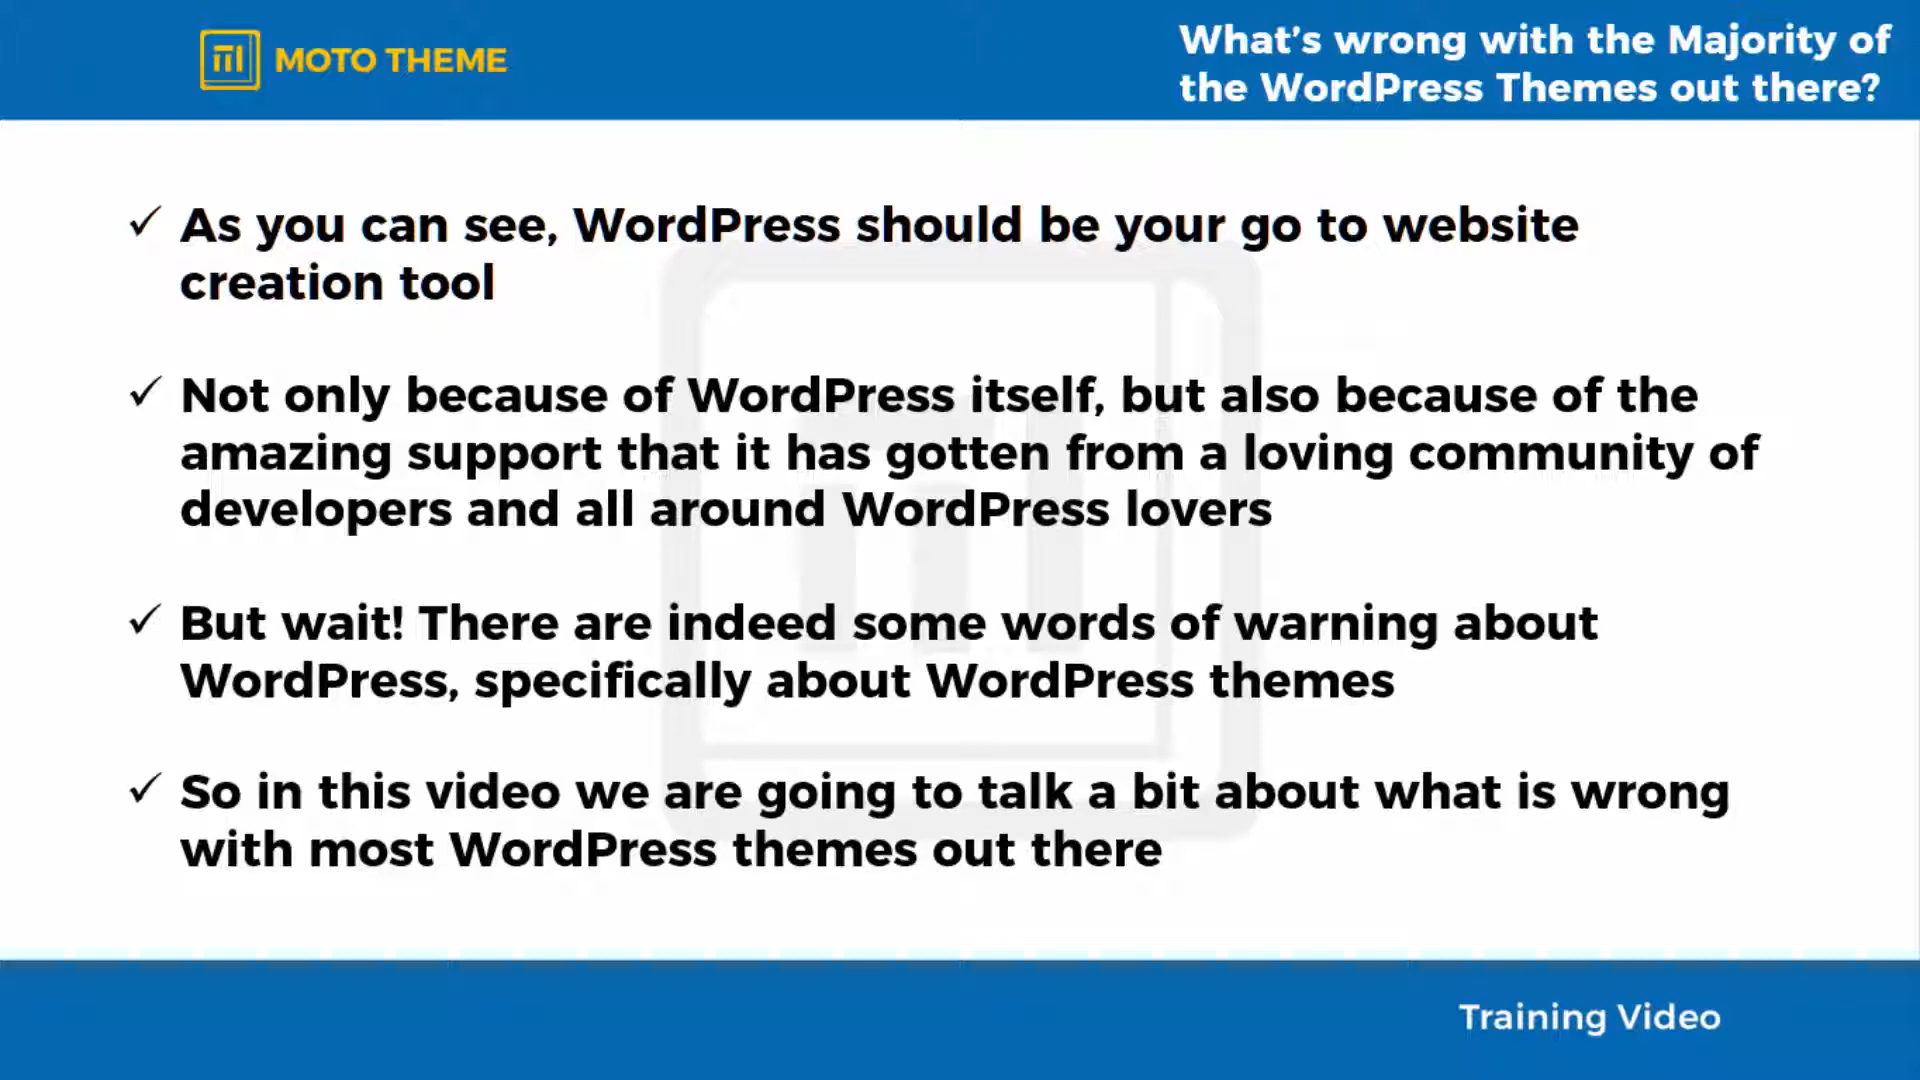 MOTO THEME
What's wrong with the Majority of
the WordPress Themes out there?
✓ As you can see, WordPress should be your go to website
creation tool
✓ Not only because of WordPress itself, but also because of the
amazing support that it has gotten from a loving community of
developers and all around WordPress lovers
✓ But wait! There are indeed some words of warning about
WordPress, specifically about WordPress themes
✓ So in this video we are going to talk a bit about what is wrong
with most WordPress themes out there
Training Video